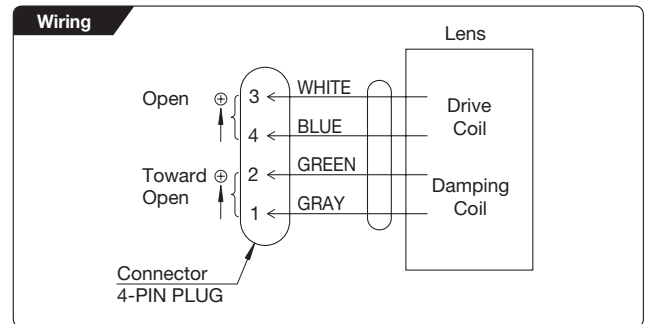 Wiring
Lens
Open ⊕ 3 WHITE
Drive
Coil
4 BLUE
Toward ⊕ 2 GREEN
Open
Damping
Coil
1 GRAY
Connector
4-PIN PLUG